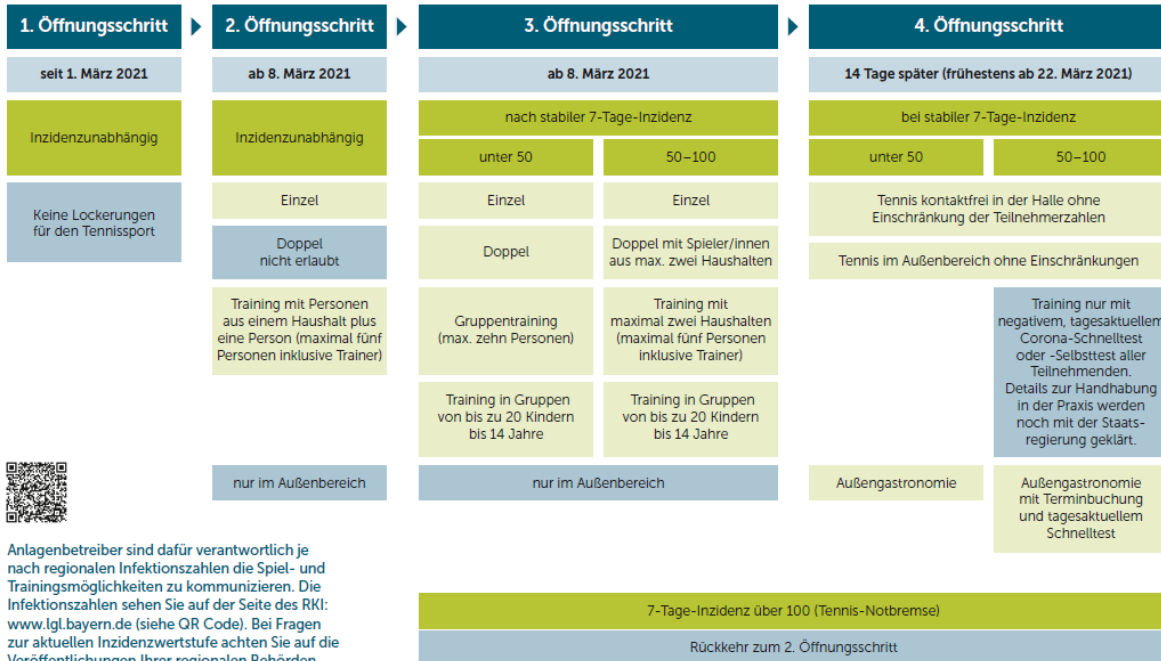 1. Öffnungsschritt
2. Öffnungsschritt
3. Öffnungsschritt
4. Öffnungsschritt
seit 1. März 2021
ab 8. März 2021
ab 8. März 2021
14 Tage später (frühestens ab 22. März 2021)
Inzidenzunabhängig
Inzidenzunabhängig
nach stabiler 7-Tage-Inzidenz
bei stabiler 7-Tage-Inzidenz
unter 50
50–100
unter 50
50–100
Keine Lockerungen
für den Tennissport
Einzel
Einzel
Einzel
Tennis kontaktfrei in der Halle ohne
Einschränkung der Teilnehmerzahlen
Doppel
nicht erlaubt
Doppel
Doppel mit Spieler/innen
aus max. zwei Haushalten
Tennis im Außenbereich ohne Einschränkungen
Training mit Personen
aus einem Haushalt plus
eine Person (maximal fünf
Personen inklusive Trainer)
Gruppentraining
(max. zehn Personen)
Training mit
maximal zwei Haushalten
(maximal fünf Personen
inklusive Trainer)
Training nur mit
negativem, tagesaktuellem
Corona-Schnelltest
oder -Selbsttest aller
Teilnehmenden.
Details zur Handhabung
in der Praxis werden
noch mit der Staats-
regierung geklärt.
Training in Gruppen
von bis zu 20 Kindern
bis 14 Jahre
Training in Gruppen
von bis zu 20 Kindern
bis 14 Jahre
nur im Außenbereich
nur im Außenbereich
Außengastronomie
Außengastronomie
mit Terminbuchung
und tagesaktuellem
Schnelltest
Anlagenbetreiber sind dafür verantwortlich je
nach regionalen Infektionszahlen die Spiel- und
Trainingsmöglichkeiten zu kommunizieren. Die
Infektionszahlen sehen Sie auf der Seite des RKI:
www.lgl.bayern.de (siehe QR Code). Bei Fragen
zur aktuellen Inzidenzwertstufe achten Sie auf die
Veröffentlichungen Ihrer regionalen Behörden
7-Tage-Inzidenz über 100 (Tennis-Notbremse)
Rückkehr zum 2. Öffnungsschritt